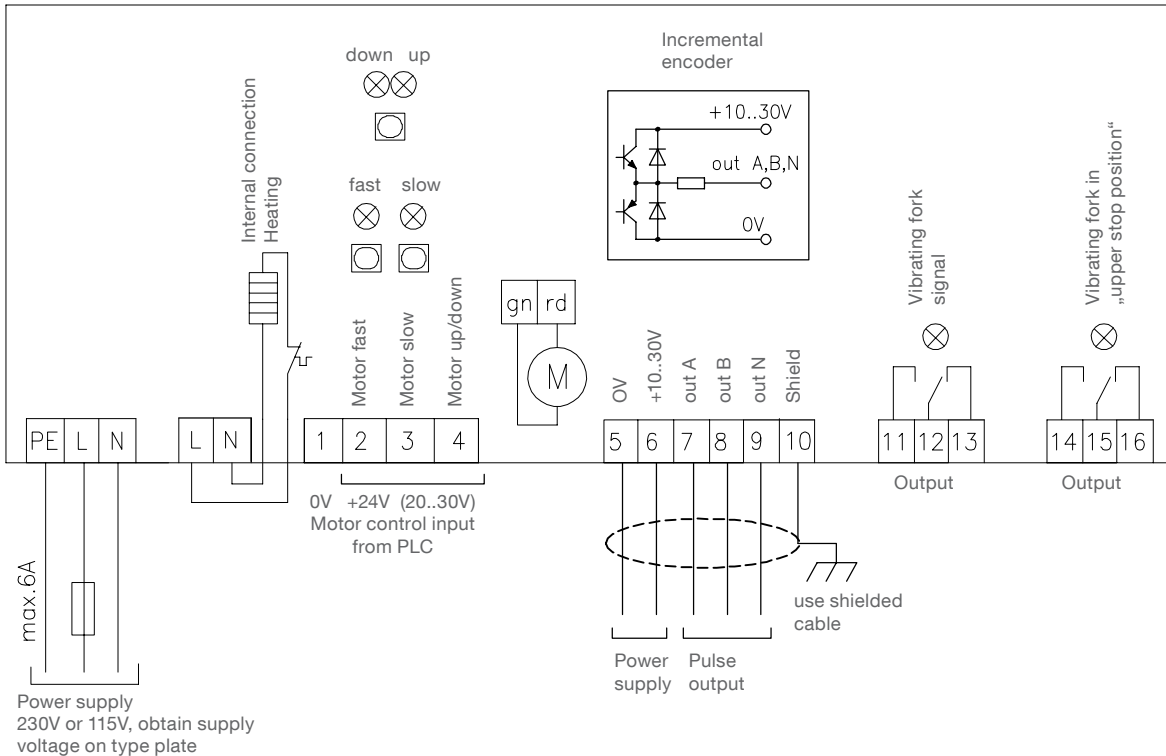 down up
fast slow
Internal connection
Heating
Incremental
encoder
+10..30V
out A,B,N
0V
Vibrating fork
signal
Vibrating fork in
„upper stop position“
Motor fast
Motor slow
Motor up/down
gn rd
M
OV
+10..30V
out A
out B
out N
Shield
PE L N
L N
1 2 3 4
5 6 7 8 9 10
11 12 13
14 15 16
0V +24V (20..30V)
Motor control input
from PLC
Output
Output
max.6A
use shielded
cable
Power
supply
Pulse
output
Power supply
230V or 115V, obtain supply
voltage on type plate